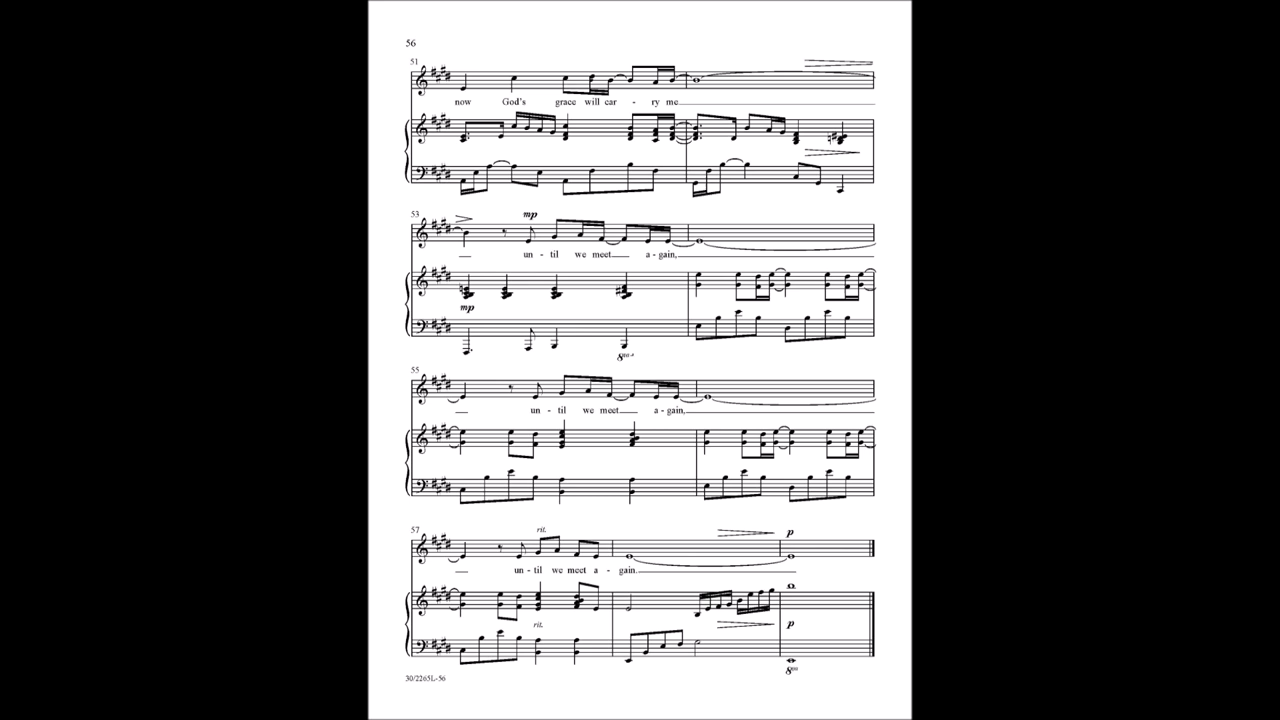 56
51
now God's grace will car - ry me
53
mp
un - til we meet a - gain,
mp
8va
55
un - til we meet a - gain,
57
rit.
p
un - til we meet a - gain.
rit.
p
8va
30/2265L-56